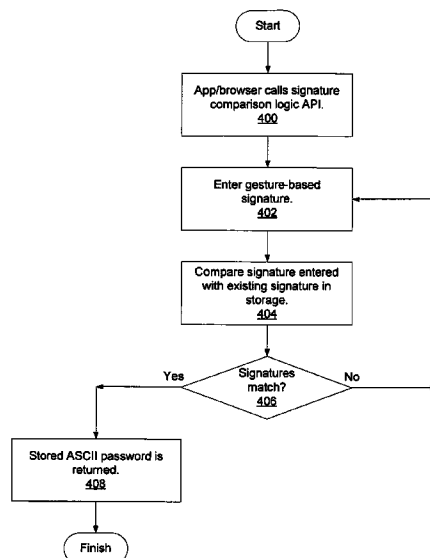 Start
App/browser calls signature
comparison logic API.
400
Enter gesture-based
signature.
402
Compare signature entered
with existing signature in
storage.
404
Yes
Signatures
match?
406
No
Stored ASCII password is
returned.
408
Finish